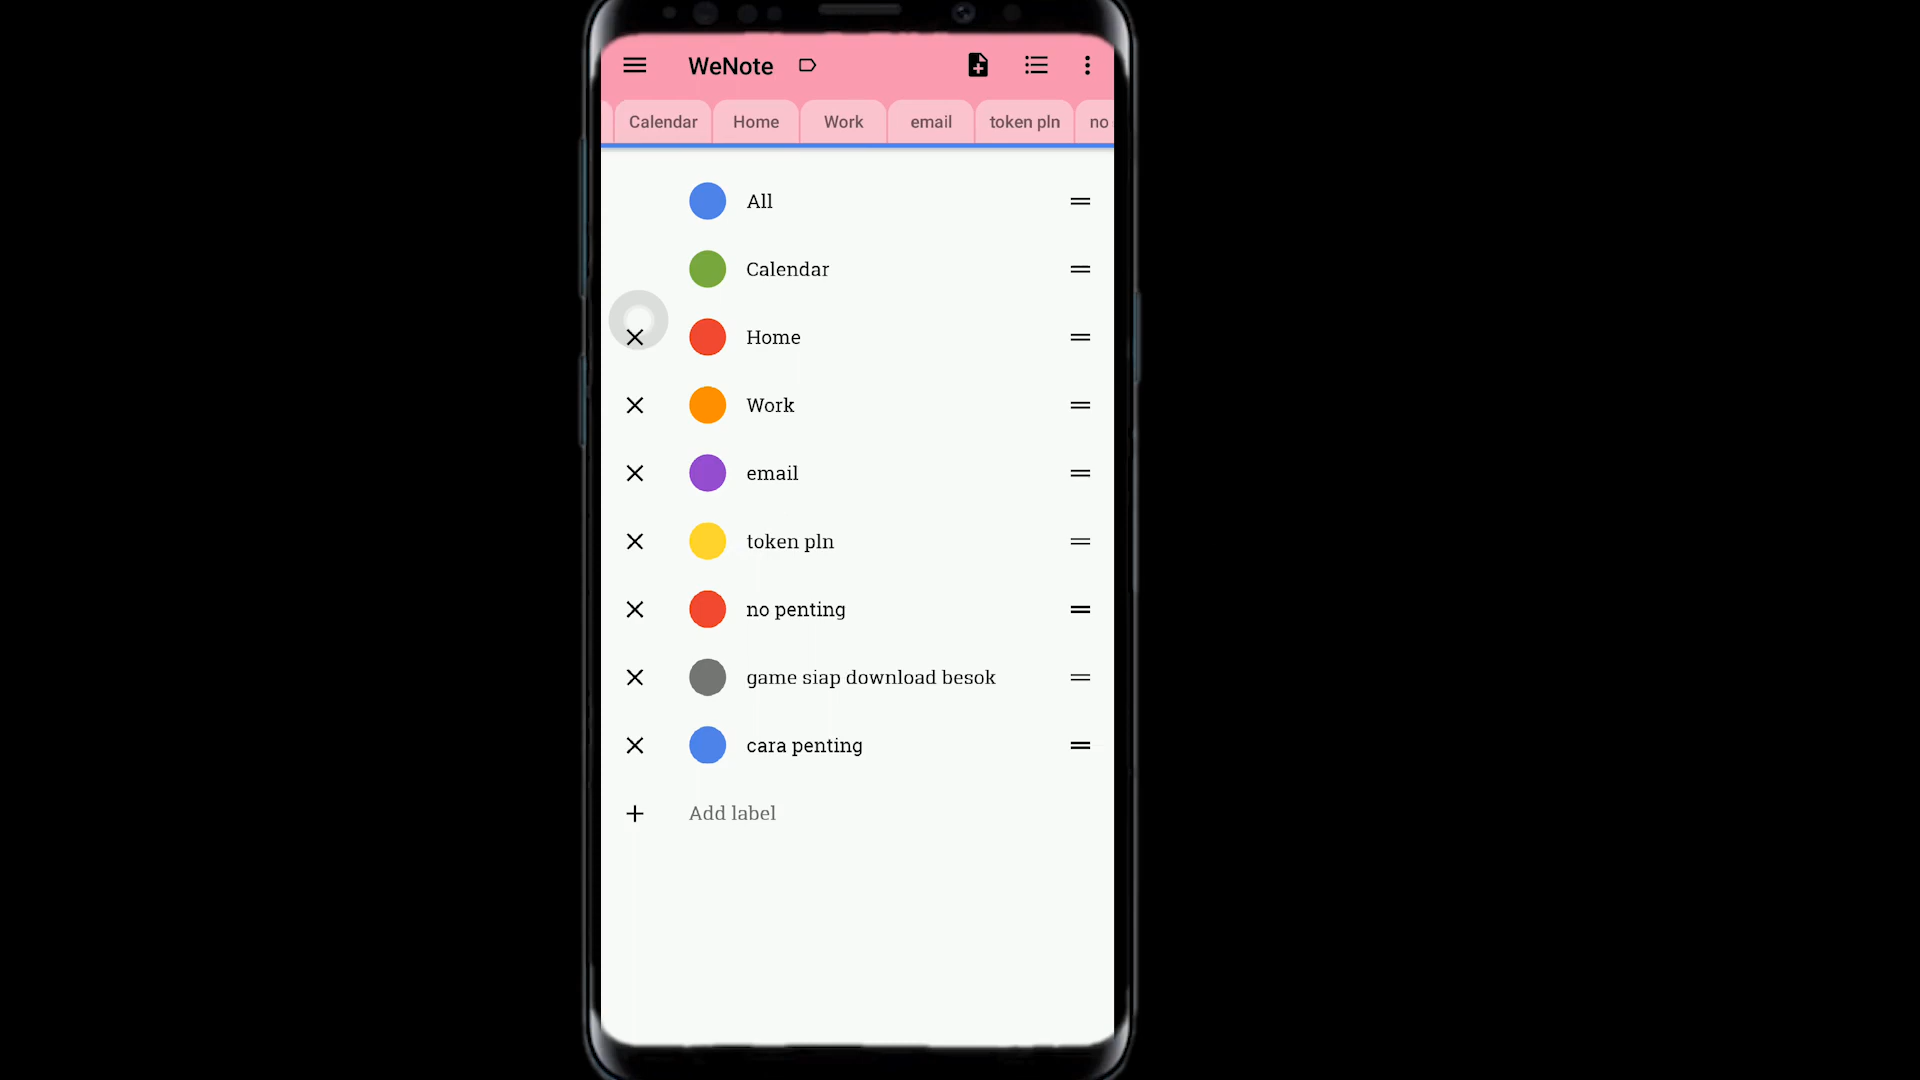 WeNote
Calendar
Home
Work
email
token pln
no
All
Calendar
Home
Work
email
token pln
no penting
game siap download besok
cara penting
Add label